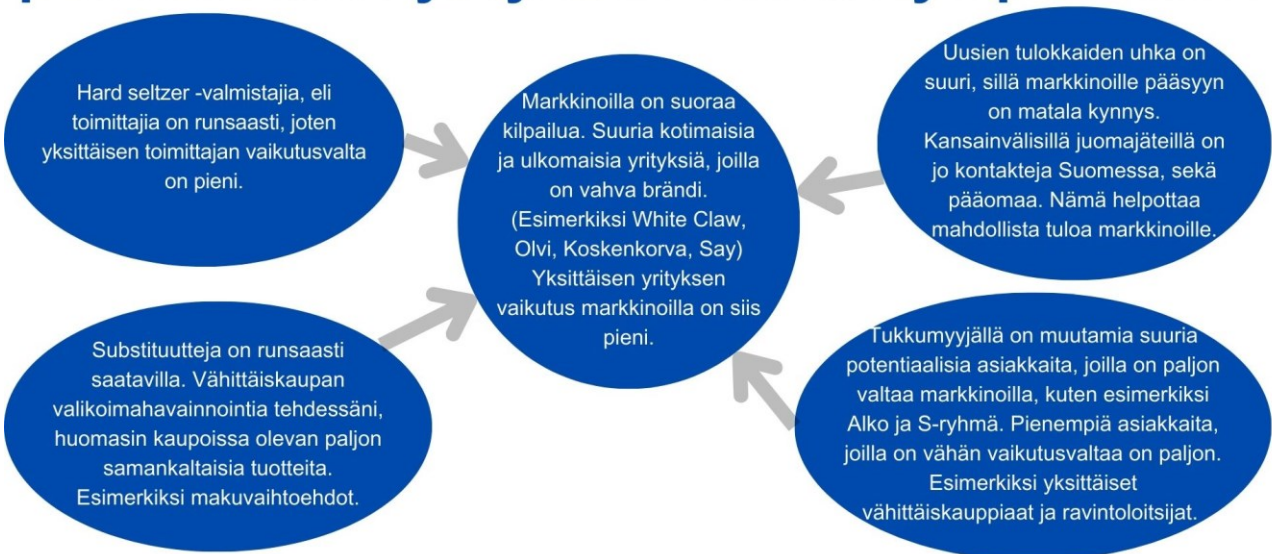 Hard seltzer -valmistajia, eli
toimittajia on runsaasti, joten
yksittäisen toimittajan vaikutusvalta
on pieni.
Markkinoilla on suoraa
kilpailua. Suuria kotimaisia
ja ulkomaisia yrityksiä, joilla
on vahva brändi.
(Esimerkiksi White Claw,
Olvi, Koskenkorva, Say)
Yksittäisen yrityksen
vaikutus markkinoilla on siis
pieni.
Uusien tulokkaiden uhka on
suuri, sillä markkinoille pääsyyn
on matala kynnys.
Kansainvälisillä juomajäteillä on
jo kontakteja Suomessa, sekä
pääomaa. Nämä helpottaa
mahdollista tuloa markkinoille.
Substituutteja on runsaasti
saatavilla. Vähittäiskaupan
valikoimahavainnointia tehdessäni,
huomasin kaupoissa olevan paljon
samankaltaisia tuotteita.
Esimerkiksi makuvaihtoehdot.
Tukkumyyjällä on muutamia suuria
potentiaalisia asiakkaita, joilla on paljon
valtaa markkinoilla, kuten esimerkiksi
Alko ja S-ryhmä. Pienempiä asiakkaita,
joilla on vähän vaikutusvaltaa on paljon.
Esimerkiksi yksittäiset
vähittäiskauppiaat ja ravintoloitsijat.